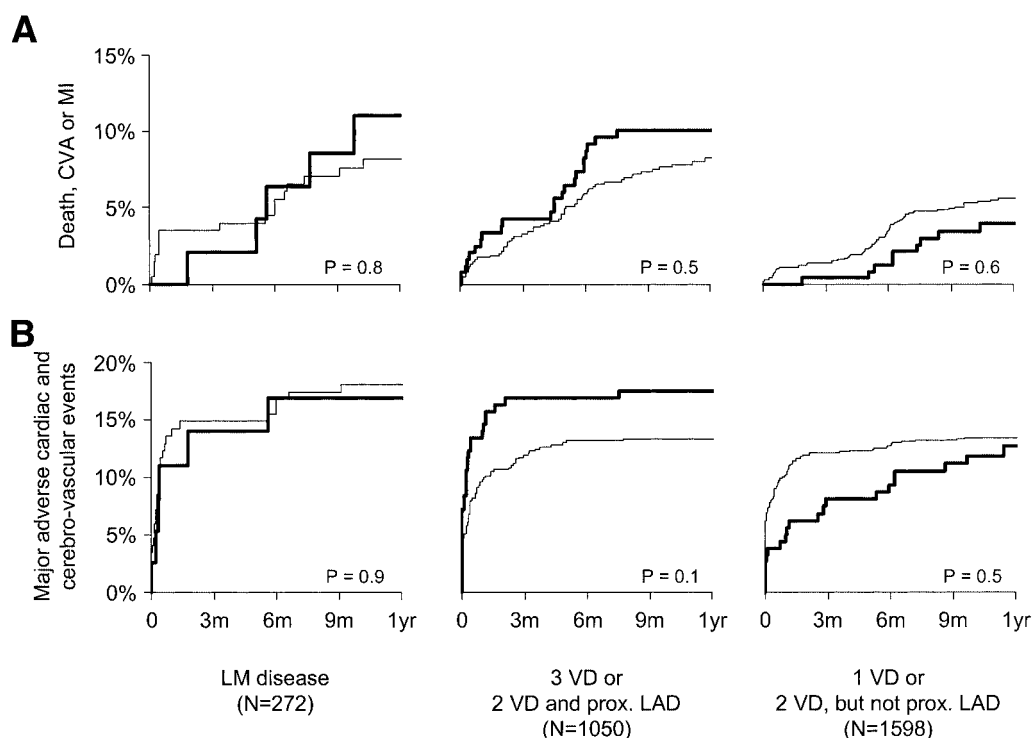 A
Death, CVA or MI
15%
10%
5%
0%
P = 0.8
P = 0.5
P = 0.6
B
Major adverse cardiac and
cerebro-vascular events
20%
15%
10%
5%
0%
P = 0.9
P = 0.1
P = 0.5
0 3m 6m 9m 1yr
0 3m 6m 9m 1yr
0 3m 6m 9m 1yr
LM disease
(N=272)
3 VD or
2 VD and prox. LAD
(N=1050)
1 VD or
2 VD, but not prox. LAD
(N=1598)